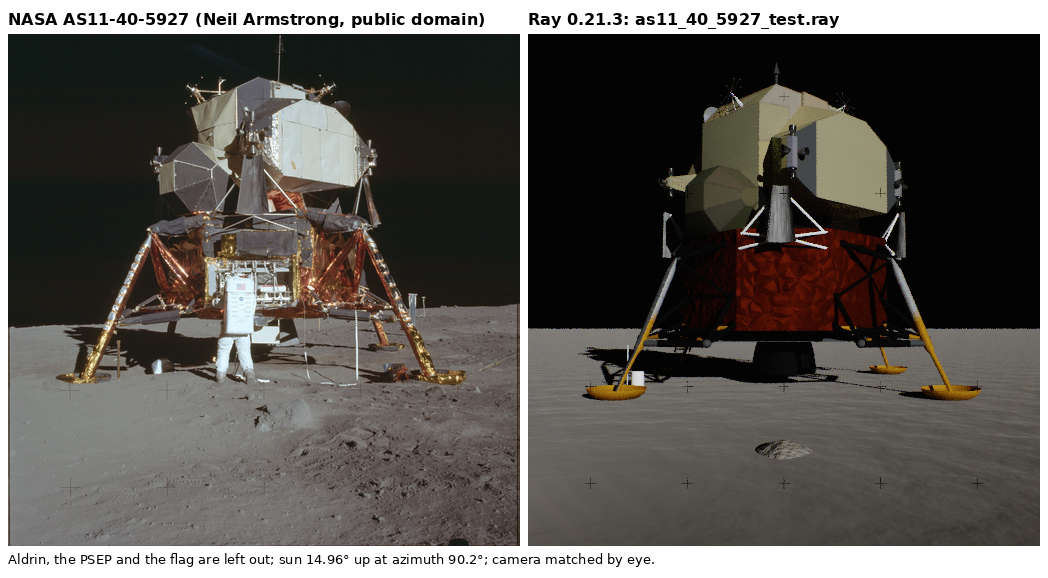 NASA AS11-40-5927 (Neil Armstrong, public domain)
Ray 0.21.3: as11_40_5927_test.ray
Aldrin, the PSEP and the flag are left out; sun 14.96° up at azimuth 90.2°; camera matched by eye.